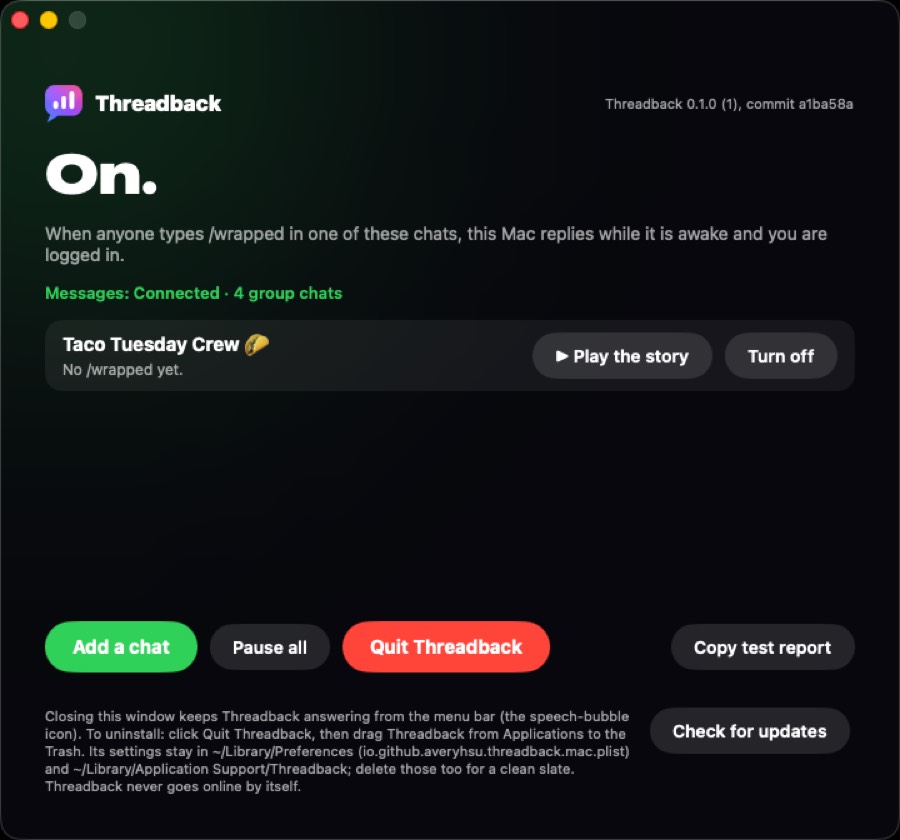 Threadback
Threadback 0.1.0 (1), commit a1ba58a
On.
When anyone types /wrapped in one of these chats, this Mac replies while it is awake and you are
logged in.
Messages: Connected · 4 group chats
Taco Tuesday Crew 🌮
No /wrapped yet.
▶ Play the story
Turn off
Add a chat
Pause all
Quit Threadback
Copy test report
Closing this window keeps Threadback answering from the menu bar (the speech-bubble
icon). To uninstall: click Quit Threadback, then drag Threadback from Applications to the
Trash. Its settings stay in ~/Library/Preferences (io.github.averyhsu.threadback.mac.plist)
and ~/Library/Application Support/Threadback; delete those too for a clean slate.
Threadback never goes online by itself.
Check for updates